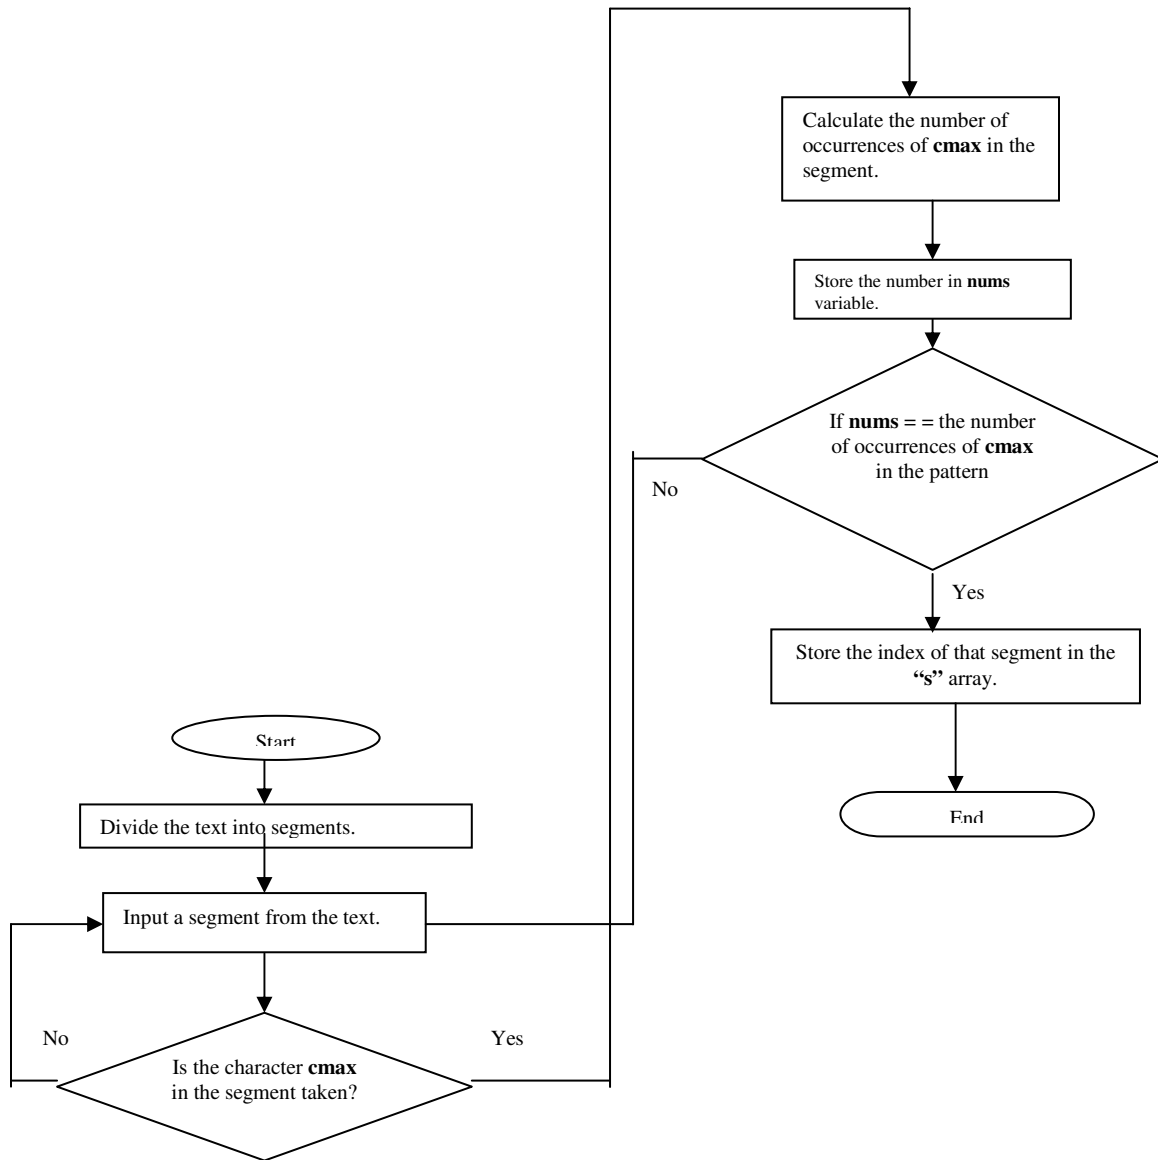 Start
Divide the text into segments.
Input a segment from the text.
No
Yes
Is the character cmax
in the segment taken?
Calculate the number of
occurrences of cmax in the
segment.
Store the number in nums
variable.
If nums = = the number
of occurrences of cmax
in the pattern
No
Yes
Store the index of that segment in the
“s” array.
End